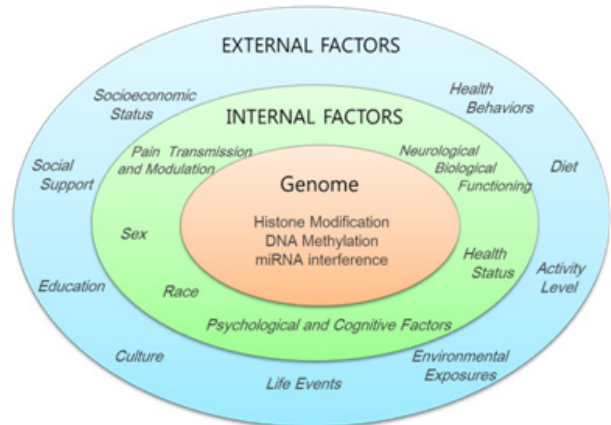 EXTERNAL FACTORS
Socioeconomic
Status
Health
Behaviors
INTERNAL FACTORS
Social
Support
Pain Transmission
and Modulation
Neurological
Biological
Functioning
Diet
Genome
Histone Modification
DNA Methylation
miRNA interference
Sex
Race
Health
Status
Education
Activity
Level
Psychological and Cognitive Factors
Culture
Life Events
Environmental
Exposures